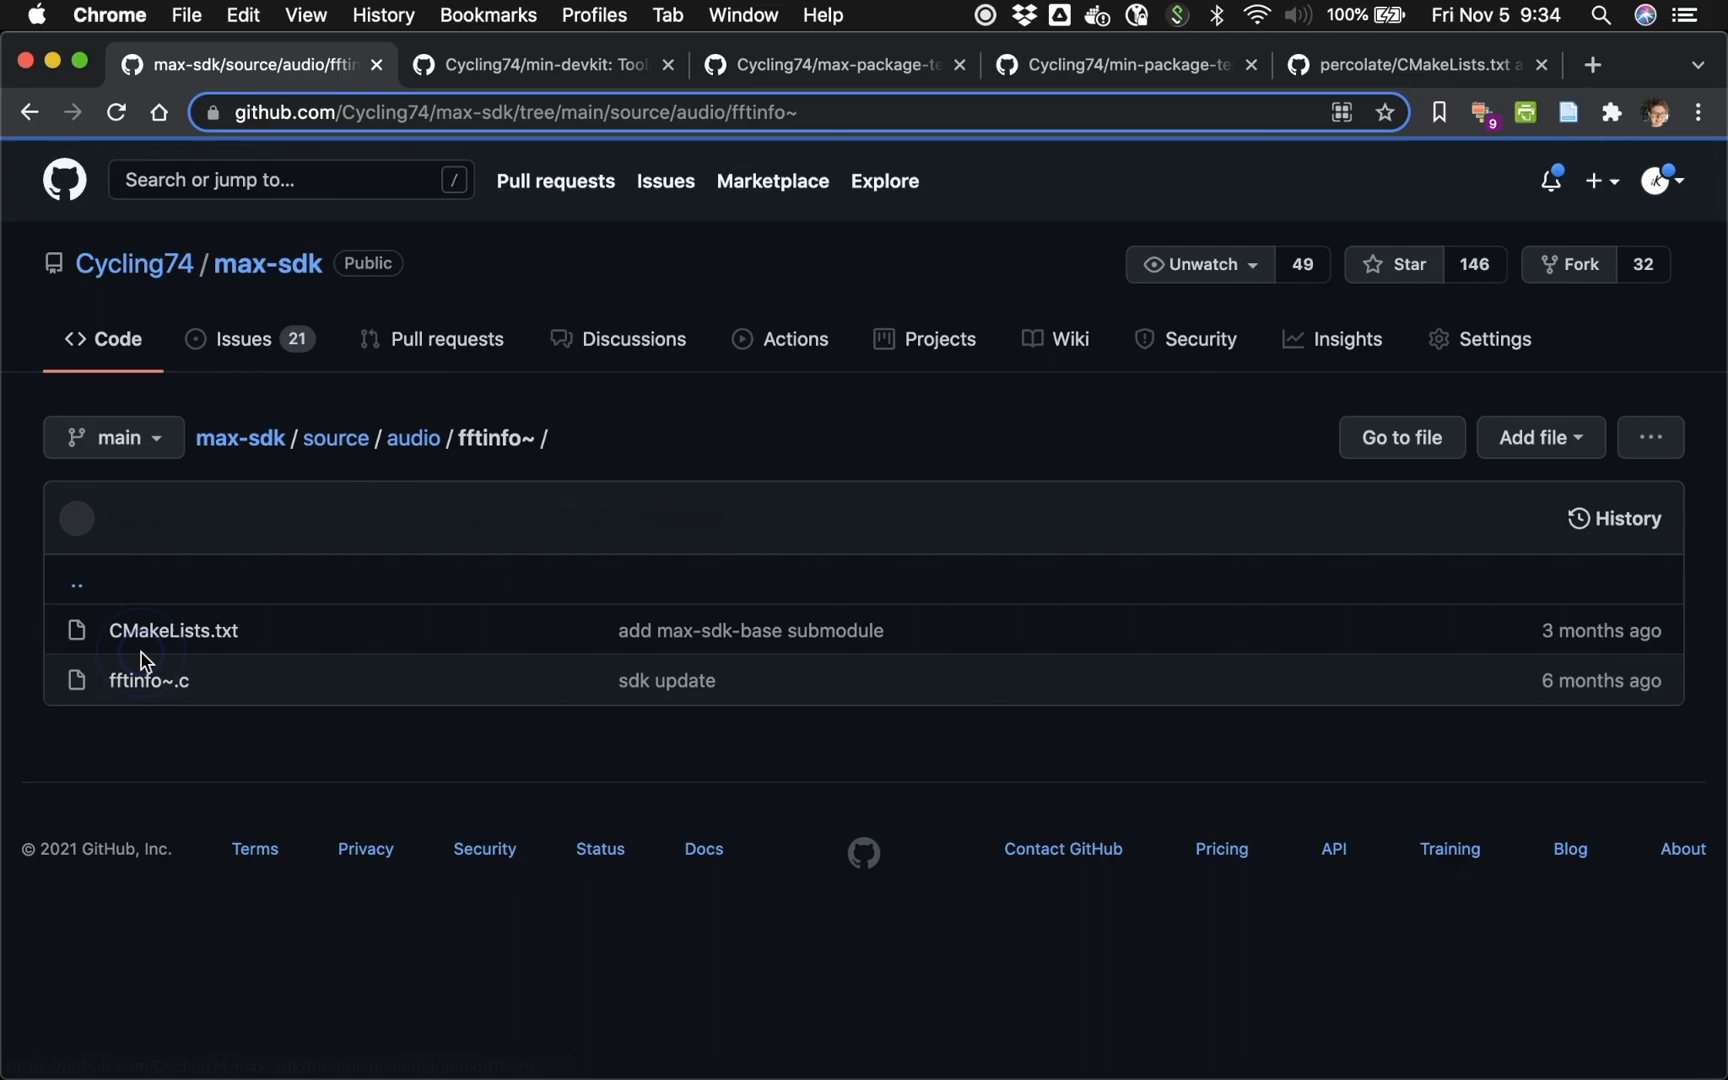 Chrome File Edit View History Bookmarks Profiles Tab Window Help 100% Fri Nov 5 9:34
max-sdk/source/audio/fftin Cycling74/min-devkit: Tool Cycling74/max-package-te Cycling74/min-package-te percolate/CMakeLists.txt a
github.com/Cycling74/max-sdk/tree/main/source/audio/fftinfo~ 9
Search or jump to... / Pull requests Issues Marketplace Explore
Cycling74 / max-sdk Public Unwatch 49 Star 146 Fork 32
Code Issues 21 Pull requests Discussions Actions Projects Wiki Security Insights Settings
main max-sdk / source / audio / fftinfo~ / Go to file Add file ...
History
..
CMakeLists.txt add max-sdk-base submodule 3 months ago
fftinfo~.c sdk update 6 months ago
© 2021 GitHub, Inc. Terms Privacy Security Status Docs Contact GitHub Pricing API Training Blog About